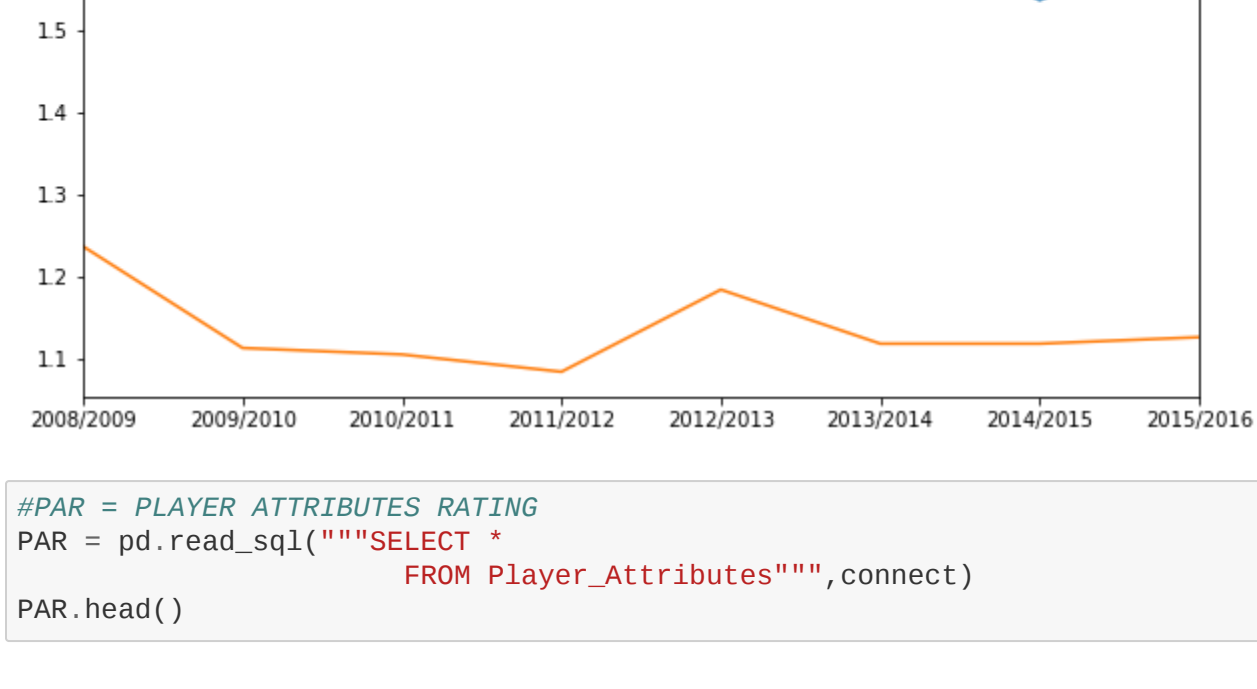 1.5
1.4
1.3
1.2
1.1
2008/2009 2009/2010 2010/2011 2011/2012 2012/2013 2013/2014 2014/2015 2015/2016
#PAR = PLAYER ATTRIBUTES RATING
PAR = pd.read_sql("""SELECT *
FROM Player_Attributes""",connect)
PAR.head()